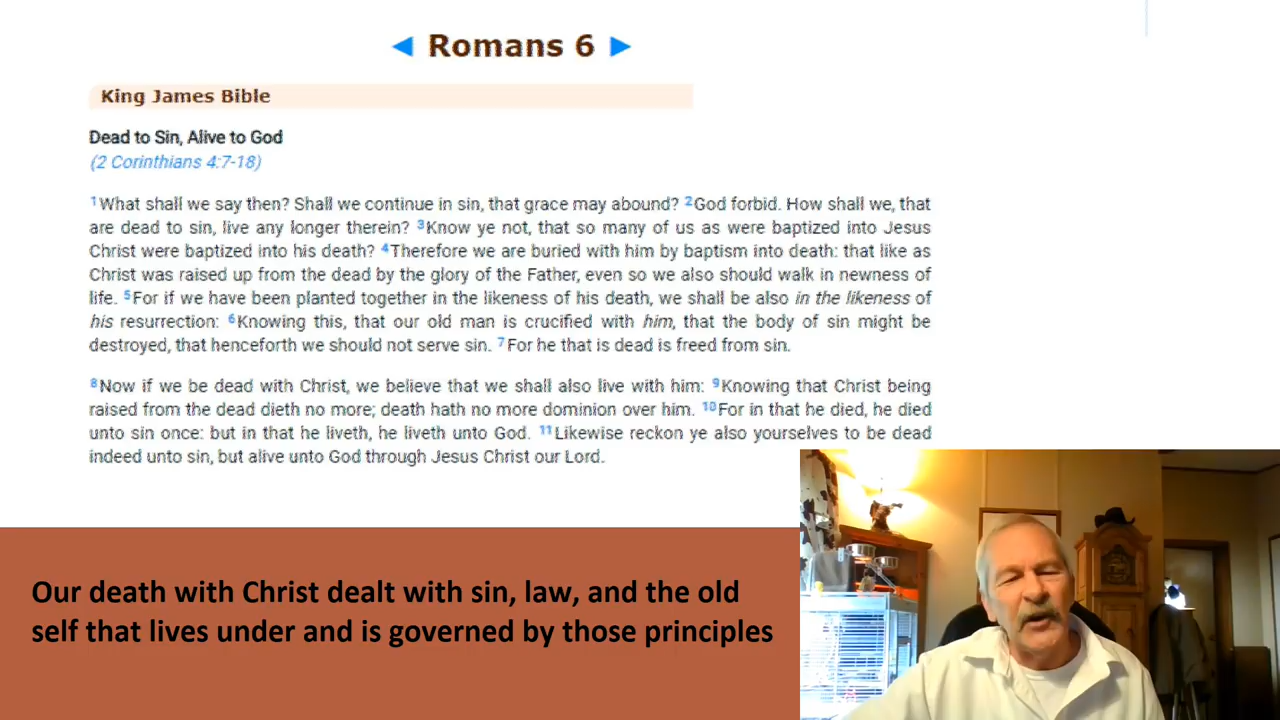 ◄ Romans 6 ►
King James Bible
Dead to Sin, Alive to God
(2 Corinthians 4:7-18)
1What shall we say then? Shall we continue in sin, that grace may abound? 2God forbid. How shall we, that
are dead to sin, live any longer therein? 3Know ye not, that so many of us as were baptized into Jesus
Christ were baptized into his death? 4Therefore we are buried with him by baptism into death: that like as
Christ was raised up from the dead by the glory of the Father, even so we also should walk in newness of
life. 5For if we have been planted together in the likeness of his death, we shall be also in the likeness of
his resurrection: 6Knowing this, that our old man is crucified with him, that the body of sin might be
destroyed, that henceforth we should not serve sin. 7For he that is dead is freed from sin.
8Now if we be dead with Christ, we believe that we shall also live with him: 9Knowing that Christ being
raised from the dead dieth no more; death hath no more dominion over him. 10For in that he died, he died
unto sin once: but in that he liveth, he liveth unto God. 11Likewise reckon ye also yourselves to be dead
indeed unto sin, but alive unto God through Jesus Christ our Lord.
Our death with Christ dealt with sin, law, and the old
self that lives under and is governed by those principles